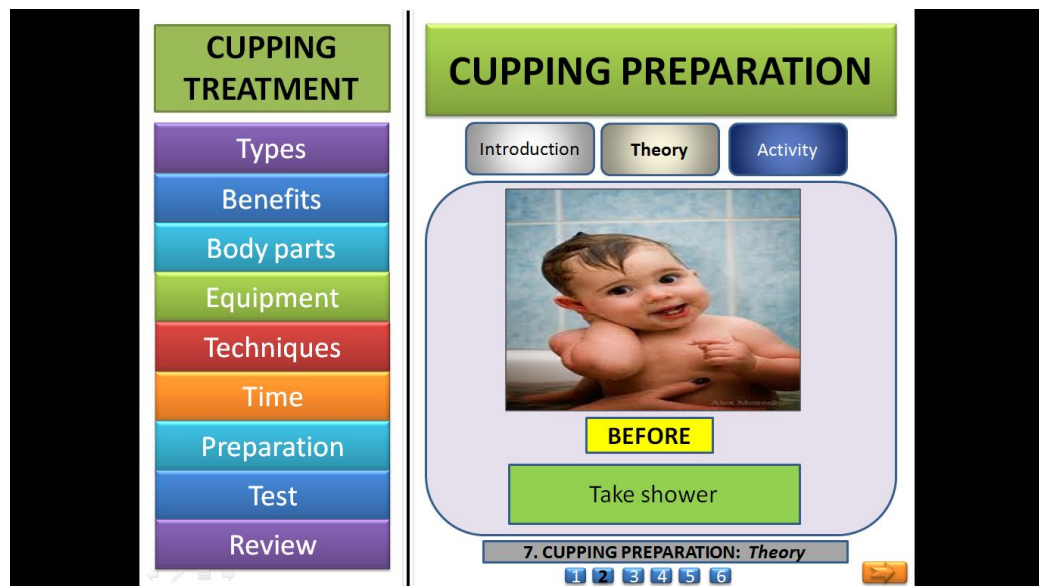 CUPPING
TREATMENT
Types
Benefits
Body parts
Equipment
Techniques
Time
Preparation
Test
Review
CUPPING PREPARATION
Introduction
Theory
Activity
BEFORE
Take shower
7. CUPPING PREPARATION: Theory
1 2 3 4 5 6